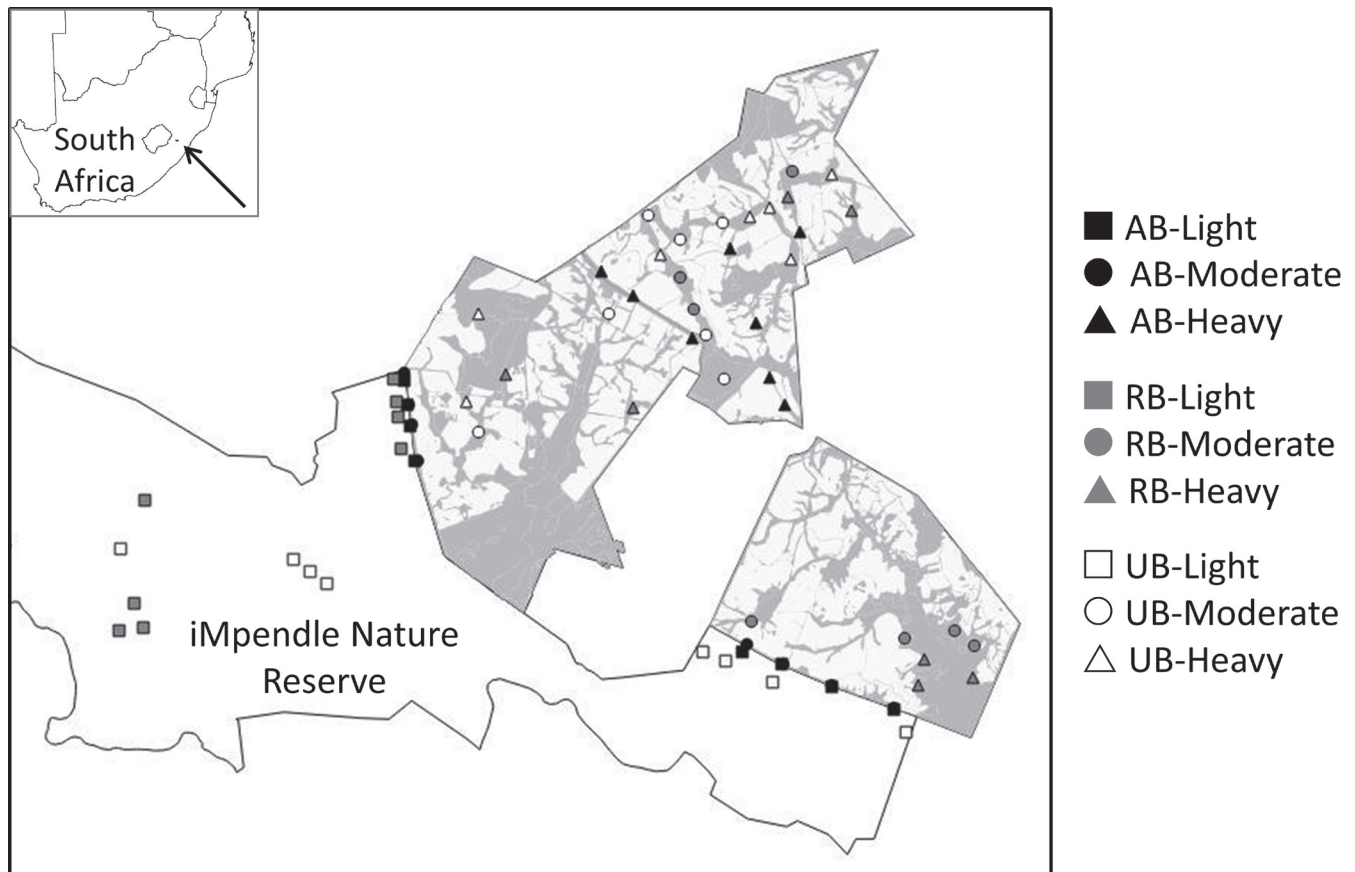 South
Africa
iMpendle Nature
Reserve
AB-Light
AB-Moderate
AB-Heavy
RB-Light
RB-Moderate
RB-Heavy
UB-Light
UB-Moderate
UB-Heavy